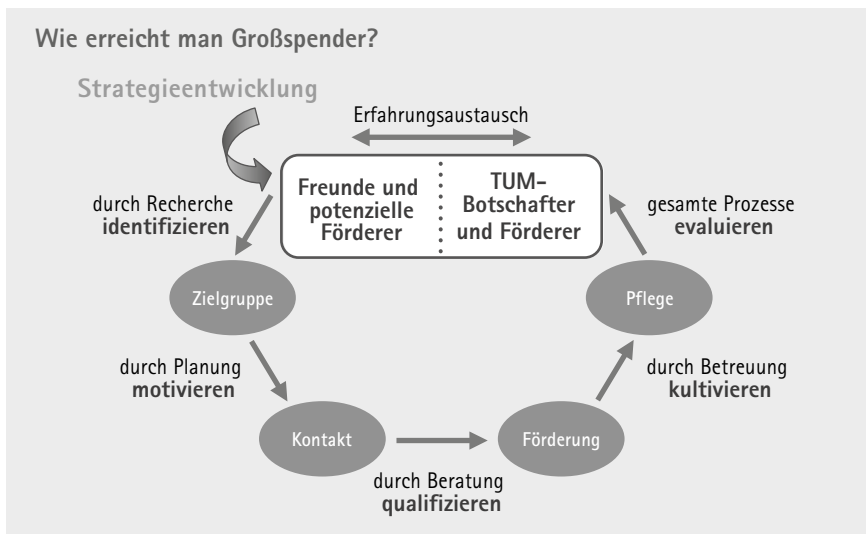 Wie erreicht man Großspender?
Strategieentwicklung
Erfahrungsaustausch
Freunde und
potenzielle
Förderer
TUM-
Botschafter
und Förderer
durch Recherche
identifizieren
Zielgruppe
durch Planung
motivieren
Kontakt
durch Beratung
qualifizieren
Förderung
durch Betreuung
kultivieren
Pflege
gesamte Prozesse
evaluieren